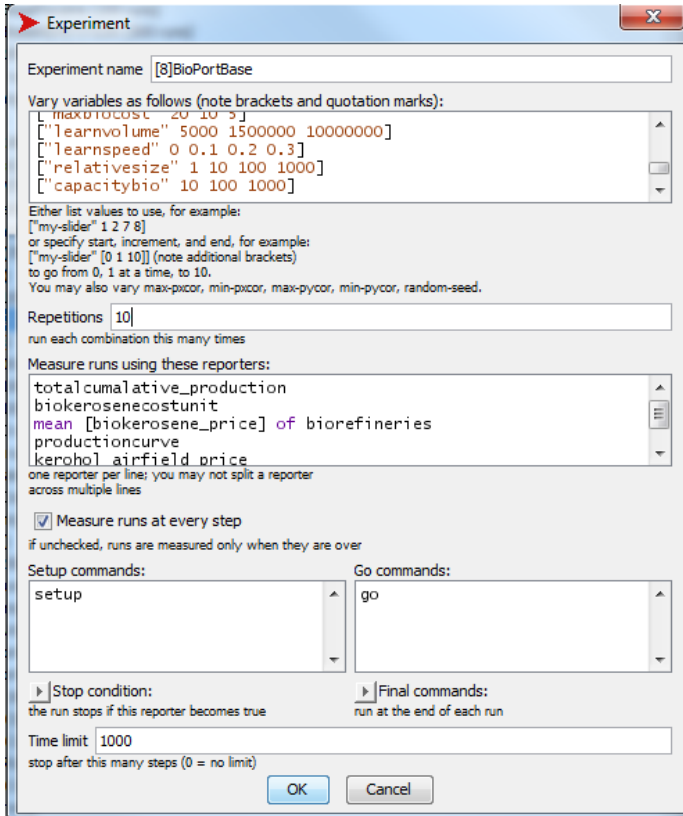 Experiment
Experiment name [8]BioPortBase
Vary variables as follows (note brackets and quotation marks):
["maxbiocost" 20 10 5]
["learnvolume" 5000 1500000 10000000]
["learnspeed" 0 0.1 0.2 0.3]
["relativesize" 1 10 100 1000]
["capacitybio" 10 100 1000]
Either list values to use, for example:
["my-slider" 1 2 7 8]
or specify start, increment, and end, for example:
["my-slider" [0 1 10]] (note additional brackets)
to go from 0, 1 at a time, to 10.
You may also vary max-pxcor, min-pxcor, max-pycor, min-pycor, random-seed.
Repetitions 10
run each combination this many times
Measure runs using these reporters:
totalcumalative_production
biokerosenecostunit
mean [biokerosene_price] of biorefineries
productioncurve
kerohol_airfield_price
one reporter per line; you may not split a reporter
across multiple lines
Measure runs at every step
if unchecked, runs are measured only when they are over
Setup commands: Go commands:
setup go
Stop condition: Final commands:
the run stops if this reporter becomes true run at the end of each run
Time limit 1000
stop after this many steps (0 = no limit)
OK Cancel